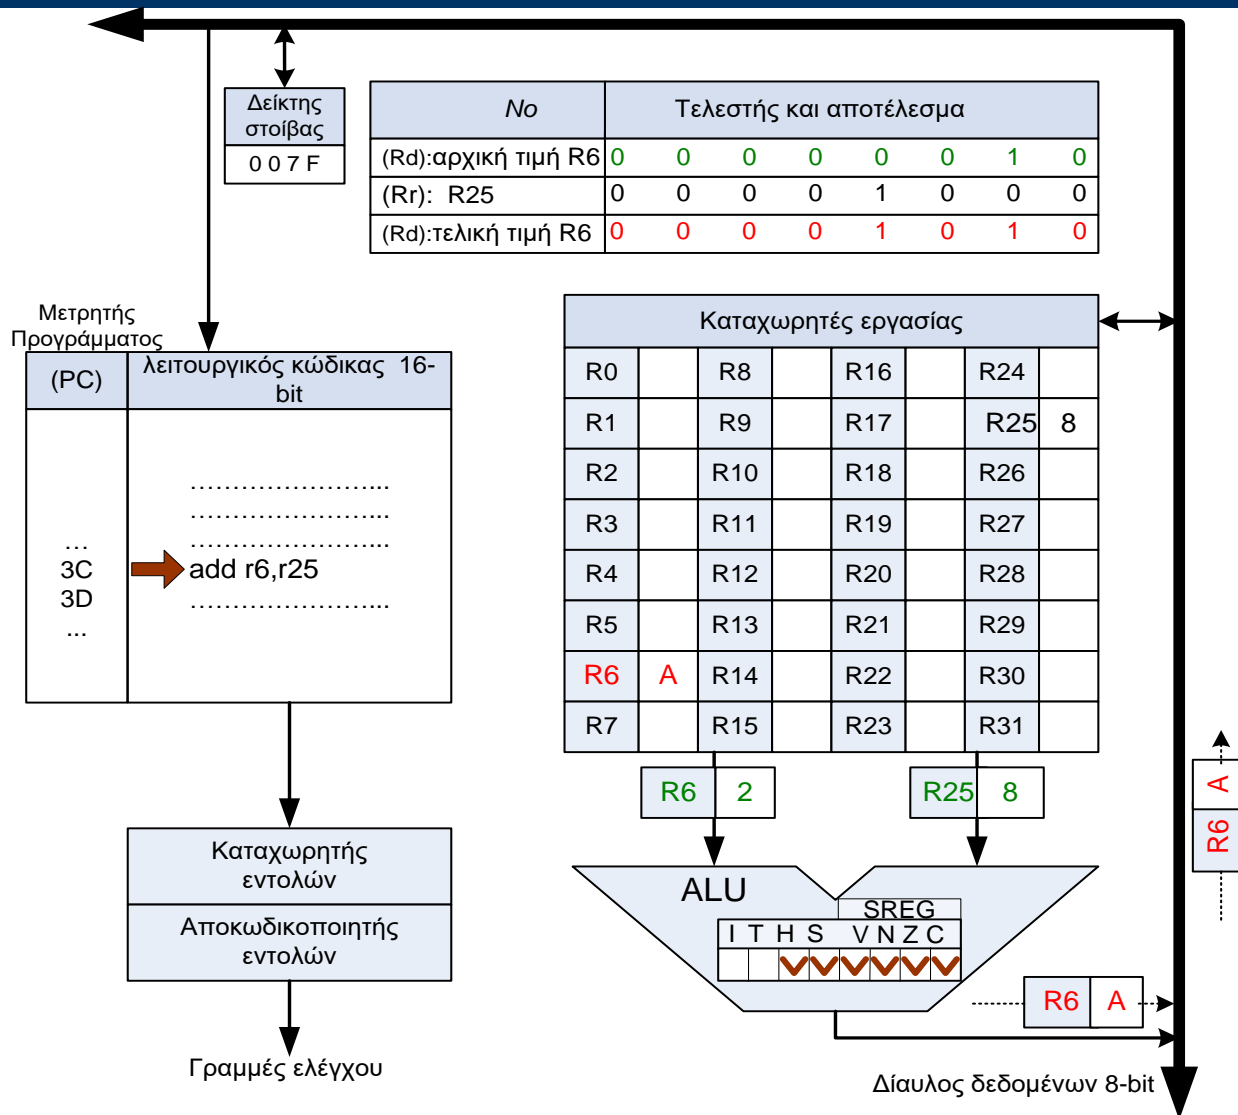 Δείκτης
στοίβας
0 0 7 F
No Τελεστής και αποτέλεσμα
(Rd):αρχική τιμή R6 0 0 0 0 0 0 1 0
(Rr): R25 0 0 0 0 1 0 0 0
(Rd):τελική τιμή R6 0 0 0 0 1 0 1 0
Μετρητής
Προγράμματος
(PC) λειτουργικός κώδικας 16-
bit
.......................
.......................
... .......................
3C add r6,r25
3D .......................
...
Καταχωρητές εργασίας
R0 R8 R16 R24
R1 R9 R17 R25 8
R2 R10 R18 R26
R3 R11 R19 R27
R4 R12 R20 R28
R5 R13 R21 R29
R6 A R14 R22 R30
R7 R15 R23 R31
R6 2 R25 8
R6 A
Καταχωρητής
εντολών
Αποκωδικοποιητής
εντολών
Γραμμές ελέγχου
ALU
SREG
I T H S V N Z C
R6 A
Δίαυλος δεδομένων 8-bit